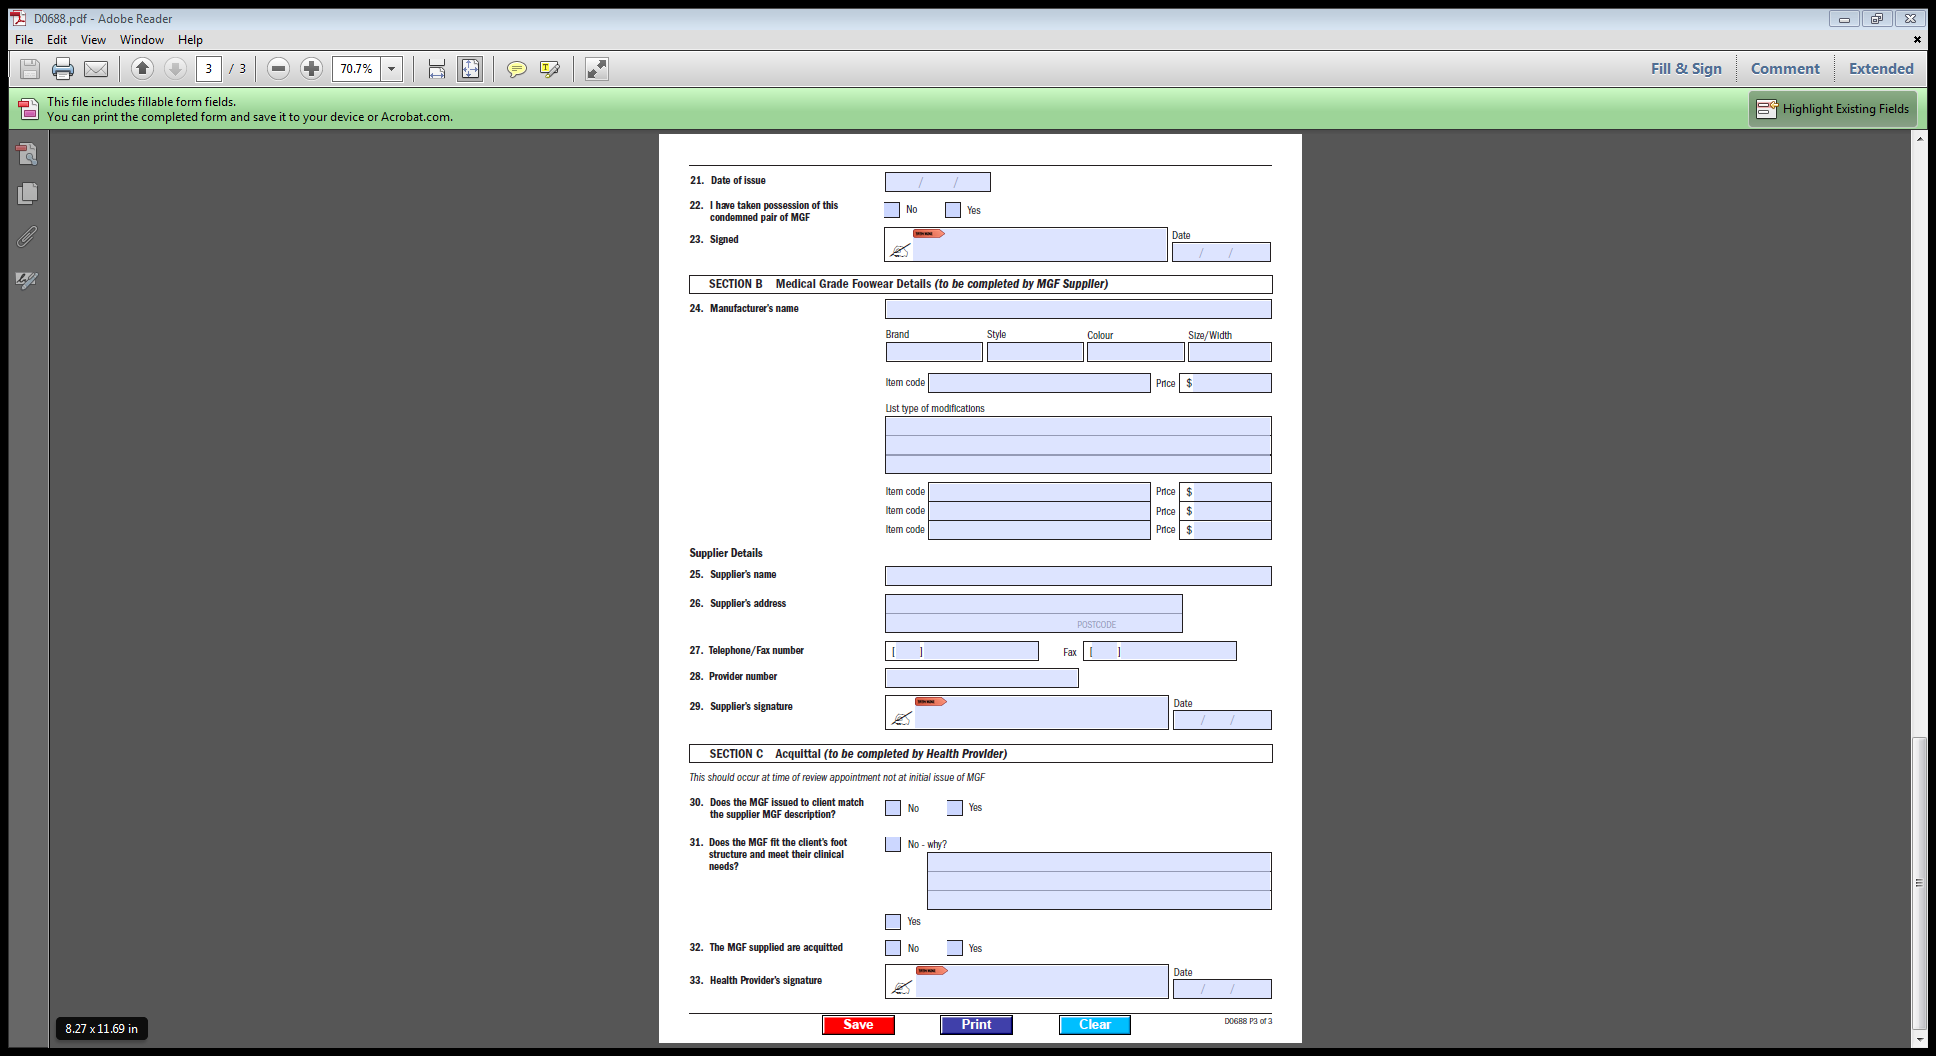 D0688.pdf - Adobe Reader
File Edit View Window Help
3 / 3 70.7% Fill & Sign Comment Extended
This file includes fillable form fields.
You can print the completed form and save it to your device or Acrobat.com.
Highlight Existing Fields
21. Date of issue / /
22. I have taken possession of this condemned pair of MGF No Yes
23. Signed Date / /
SECTION B Medical Grade Foowear Details (to be completed by MGF Supplier)
24. Manufacturer's name
Brand Style Colour Size/Width
Item code Price $
List type of modifications
Item code Price $
Item code Price $
Item code Price $
Supplier Details
25. Supplier's name
26. Supplier's address
POSTCODE
27. Telephone/Fax number [ ] Fax [ ]
28. Provider number
29. Supplier's signature Date / /
SECTION C Acquittal (to be completed by Health Provider)
This should occur at time of review appointment not at initial issue of MGF
30. Does the MGF issued to client match the supplier MGF description? No Yes
31. Does the MGF fit the client's foot structure and meet their clinical needs? No - why?
Yes
32. The MGF supplied are acquitted No Yes
33. Health Provider's signature Date / /
Save Print Clear
D0688 P3 of 3
8.27 x 11.69 in